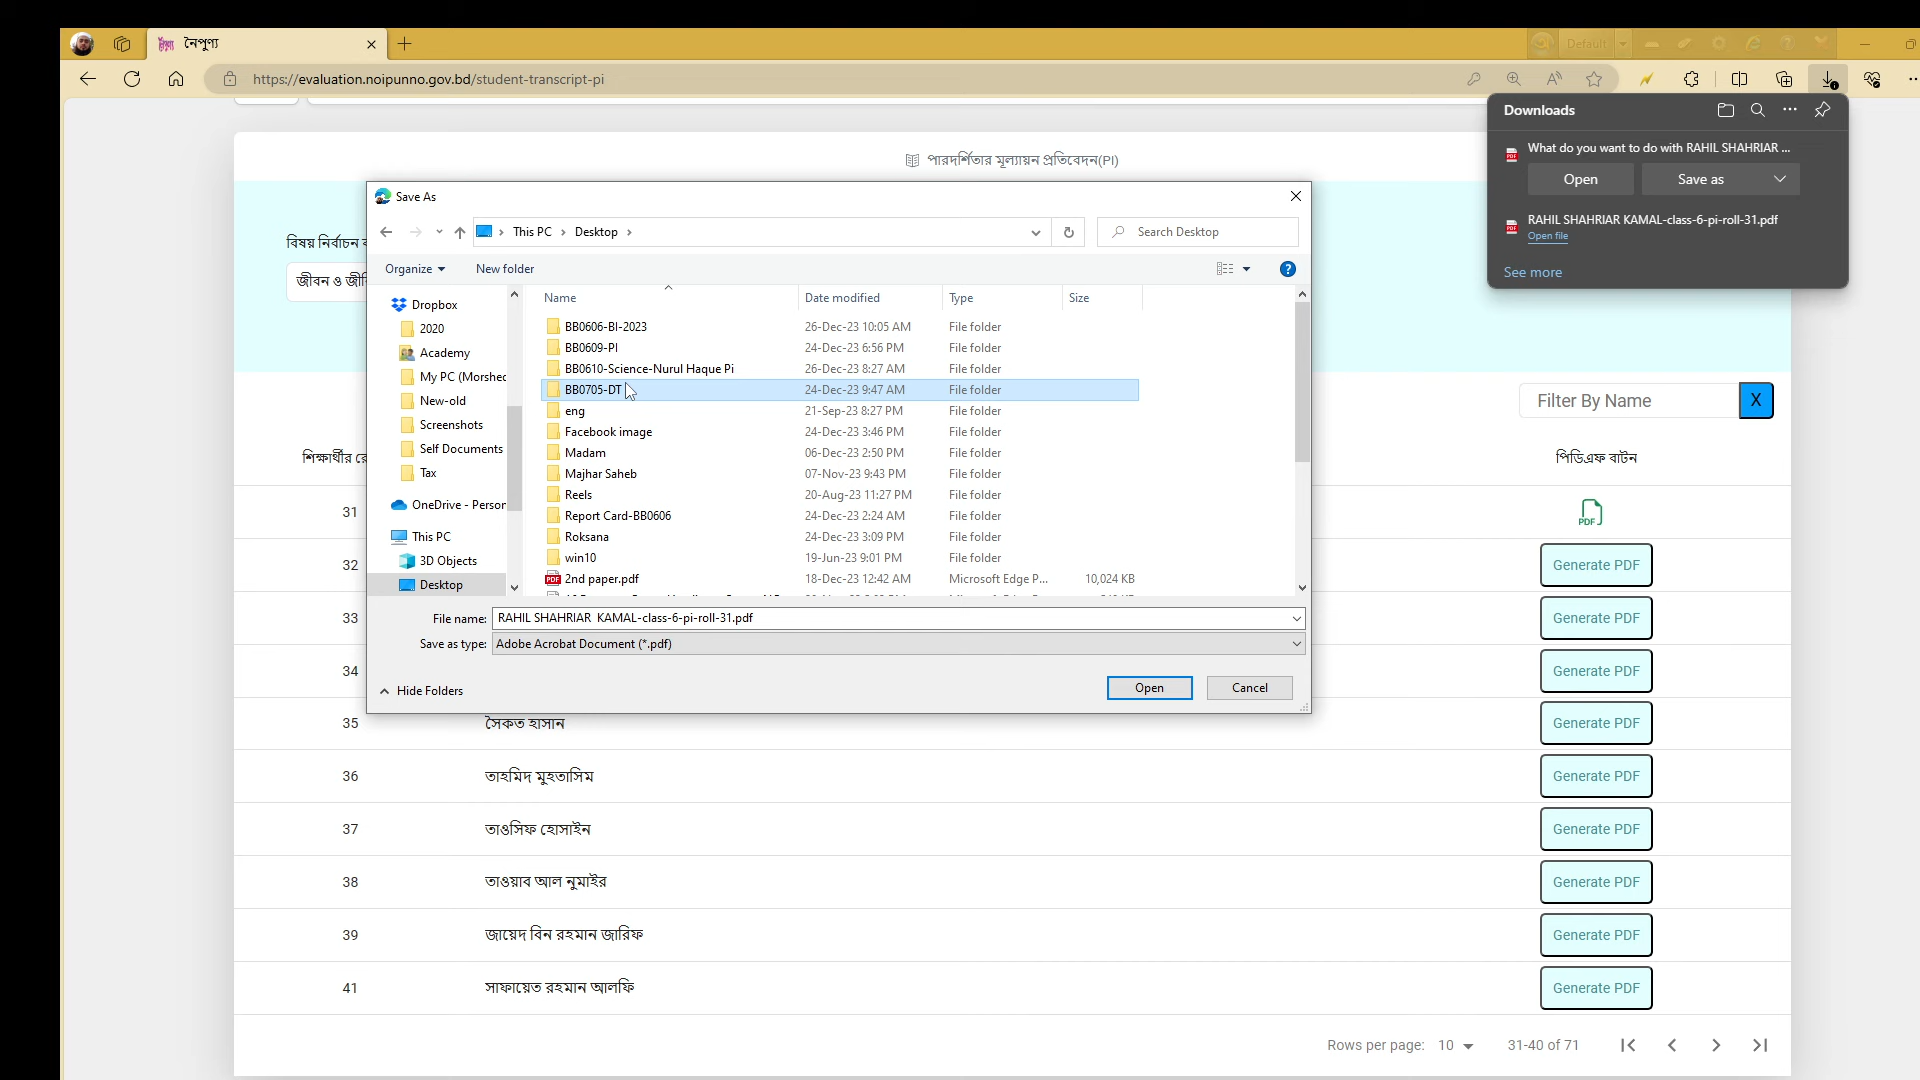 নৈপুণ্য
Default
https://evaluation.noipunno.gov.bd/student-transcript-pi
Downloads
What do you want to do with RAHIL SHAHRIAR ...
Open
Save as
RAHIL SHAHRIAR KAMAL-class-6-pi-roll-31.pdf
Open file
See more
পারদর্শিতার মূল্যায়ন প্রতিবেদন(PI)
বিষয় নির্বাচন
জীবন ও
Save As
This PC > Desktop >
Search Desktop
Organize
New folder
Name Date modified Type Size
Dropbox
2020
Academy
My PC (Morshed
New-old
Screenshots
Self Documents
Tax
OneDrive - Person
This PC
3D Objects
Desktop
BB0606-BI-2023 26-Dec-23 10:05 AM File folder
BB0609-PI 24-Dec-23 6:56 PM File folder
BB0610-Science-Nurul Haque Pi 26-Dec-23 8:27 AM File folder
BB0705-DT 24-Dec-23 9:47 AM File folder
eng 21-Sep-23 8:27 PM File folder
Facebook image 24-Dec-23 3:46 PM File folder
Madam 06-Dec-23 2:50 PM File folder
Majhar Saheb 07-Nov-23 9:43 PM File folder
Reels 20-Aug-23 11:27 PM File folder
Report Card-BB0606 24-Dec-23 2:24 AM File folder
Roksana 24-Dec-23 3:09 PM File folder
win10 19-Jun-23 9:01 PM File folder
2nd paper.pdf 18-Dec-23 12:42 AM Microsoft Edge P... 10,024 KB
File name: RAHIL SHAHRIAR KAMAL-class-6-pi-roll-31.pdf
Save as type: Adobe Acrobat Document (*.pdf)
Hide Folders
Open
Cancel
Filter By Name
X
শিক্ষার্থীর
পিডিএফ বাটন
31 PDF
32 Generate PDF
33 Generate PDF
34 Generate PDF
35 সৈকত হাসান Generate PDF
36 তাহমিদ মুহতাসিম Generate PDF
37 তাওসিফ হোসাইন Generate PDF
38 তাওয়াব আল নুমাইর Generate PDF
39 জায়েদ বিন রহমান জারিফ Generate PDF
41 সাফায়েত রহমান আলফি Generate PDF
Rows per page: 10 31-40 of 71